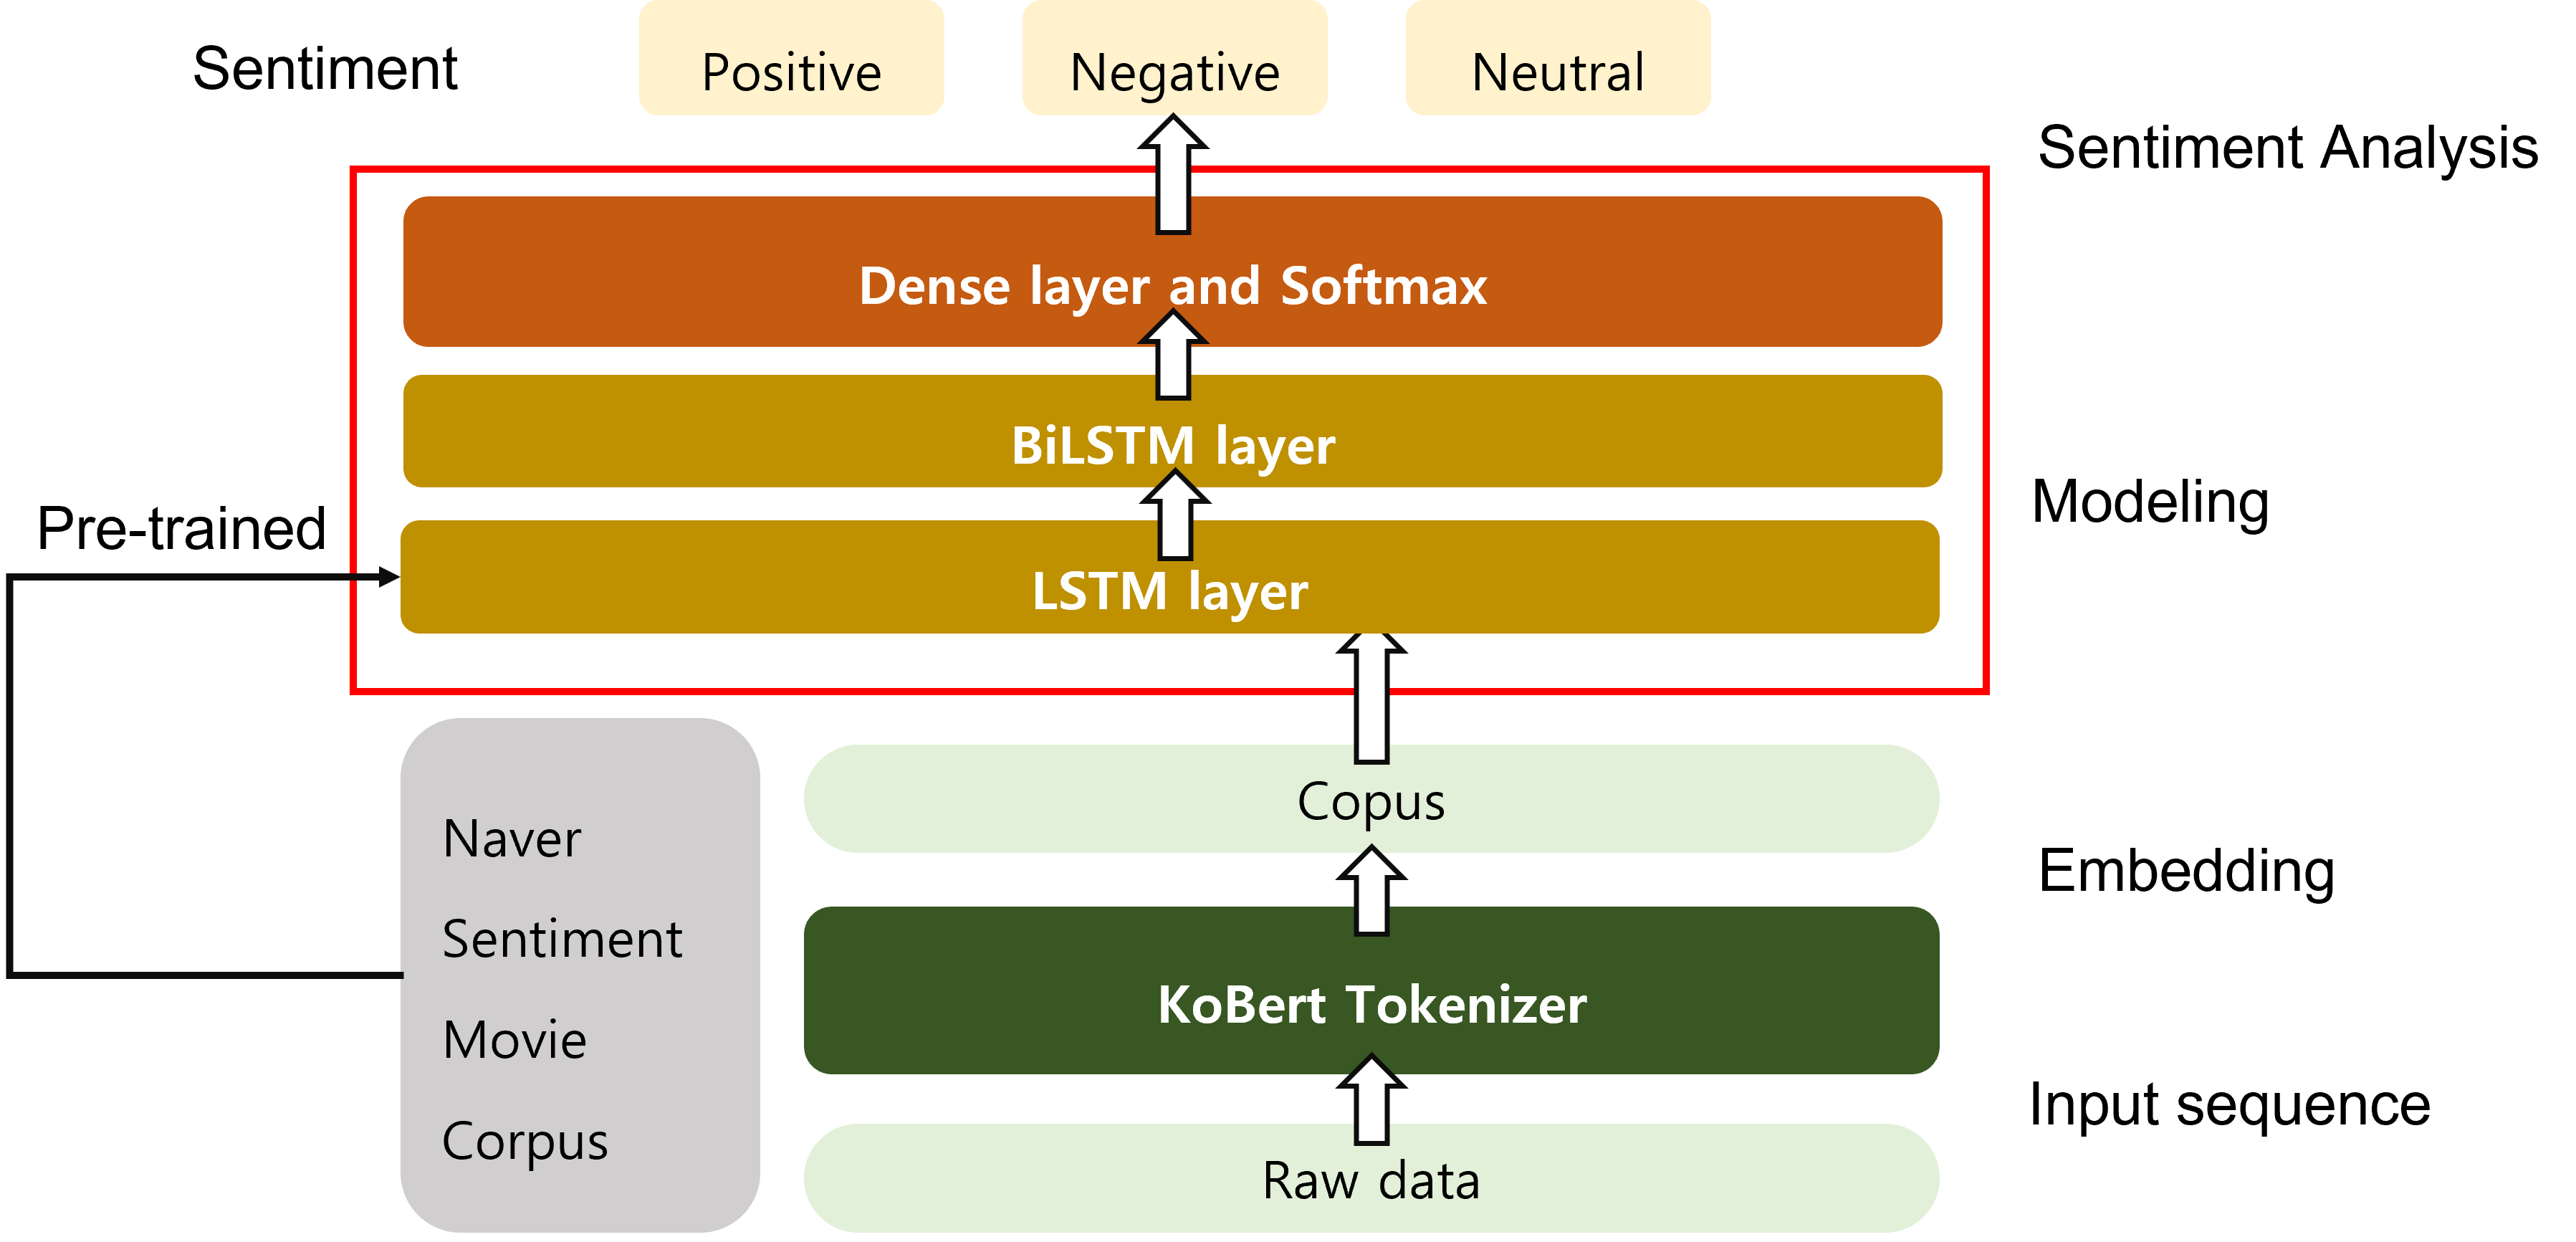 Sentiment
Positive
Negative
Neutral
Sentiment Analysis
Dense layer and Softmax
BiLSTM layer
Modeling
Pre-trained
LSTM layer
Copus
Naver
Sentiment
Movie
Corpus
Embedding
KoBert Tokenizer
Input sequence
Raw data